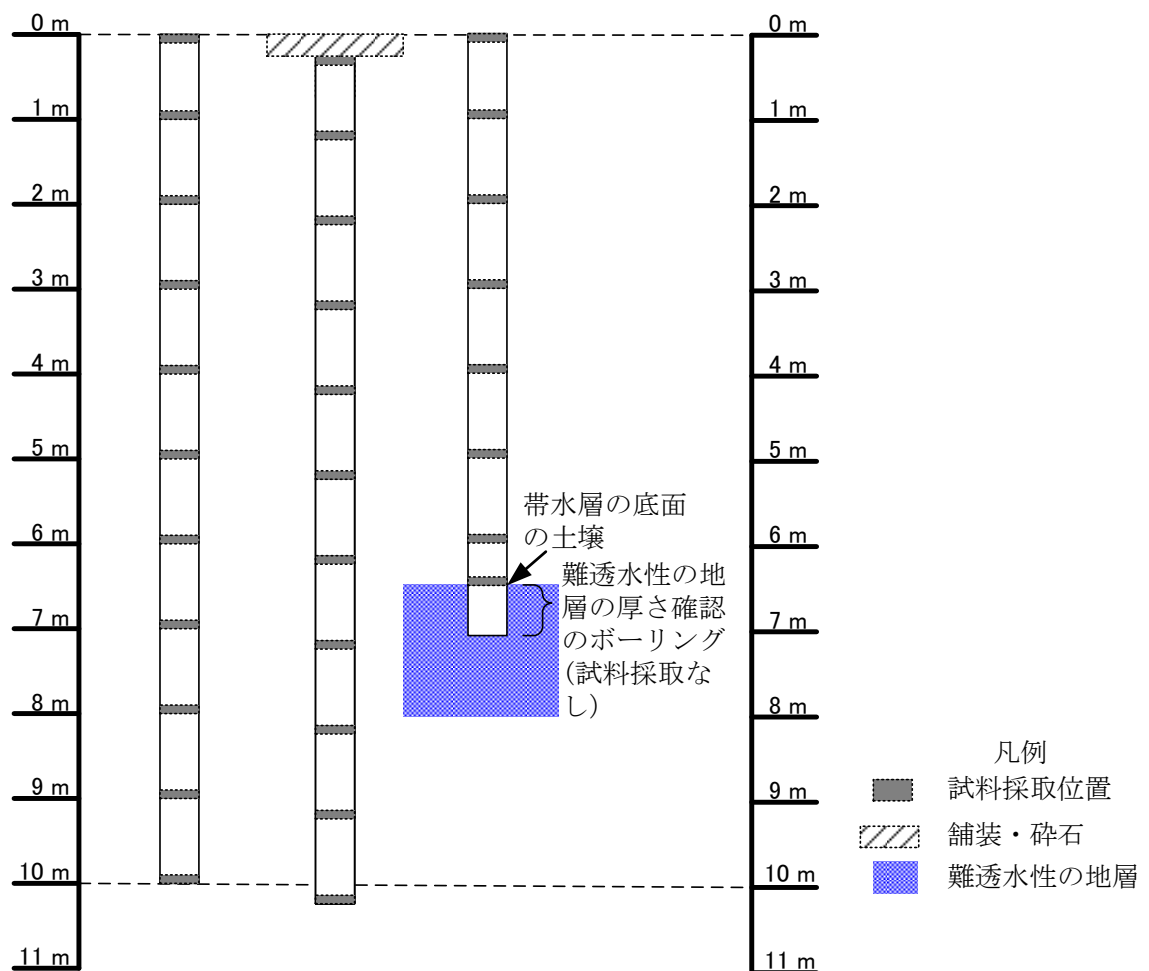 0 m
1 m
2 m
3 m
4 m
5 m
6 m
7 m
8 m
9 m
10 m
11 m
帯水層の底面
の土壌
難透水性の地
層の厚さ確認
のボーリング
(試料採取な
し)
0 m
1 m
2 m
3 m
4 m
5 m
6 m
7 m
8 m
9 m
10 m
11 m
凡例
試料採取位置
舗装・砕石
難透水性の地層